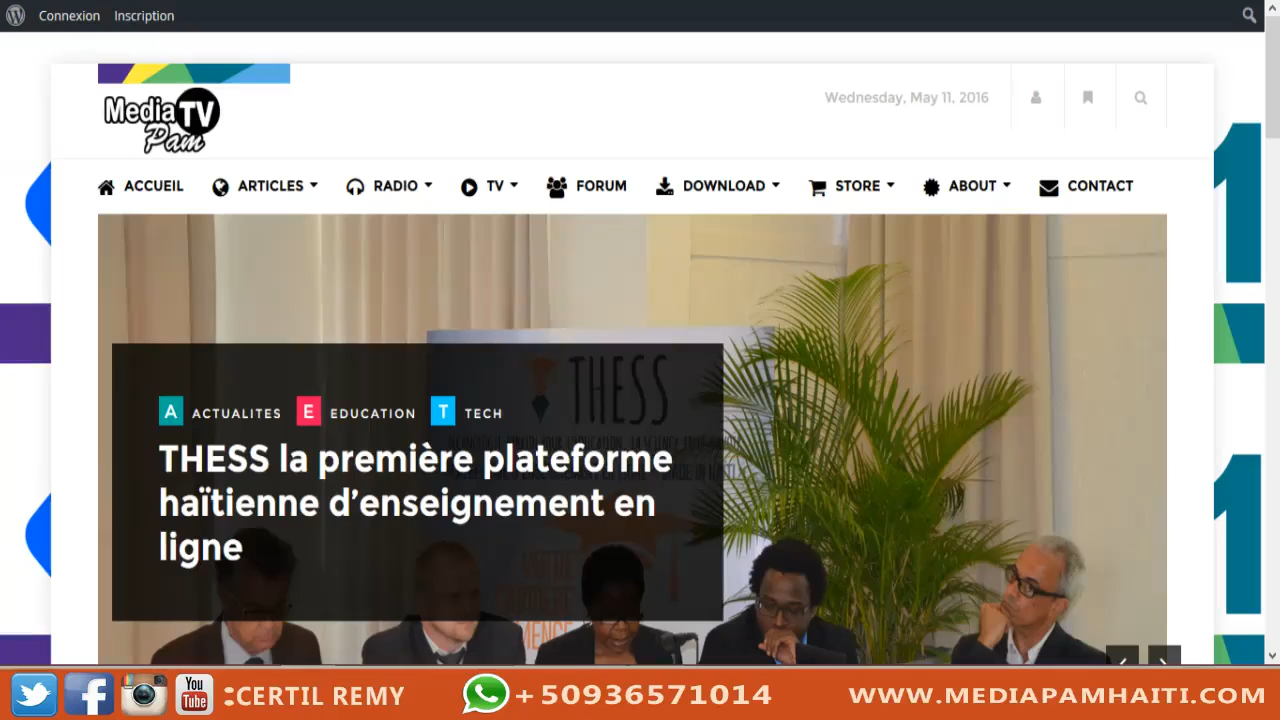 Connexion Inscription
Media TV
Pam
Wednesday, May 11, 2016
ACCUEIL ARTICLES RADIO TV FORUM DOWNLOAD STORE ABOUT CONTACT
THESS
A ACTUALITES E EDUCATION T TECH
THESS la première plateforme
haïtienne d’enseignement en
ligne
You
Tube
:CERTIL REMY +50936571014 WWW.MEDIAPAMHAITI.COM